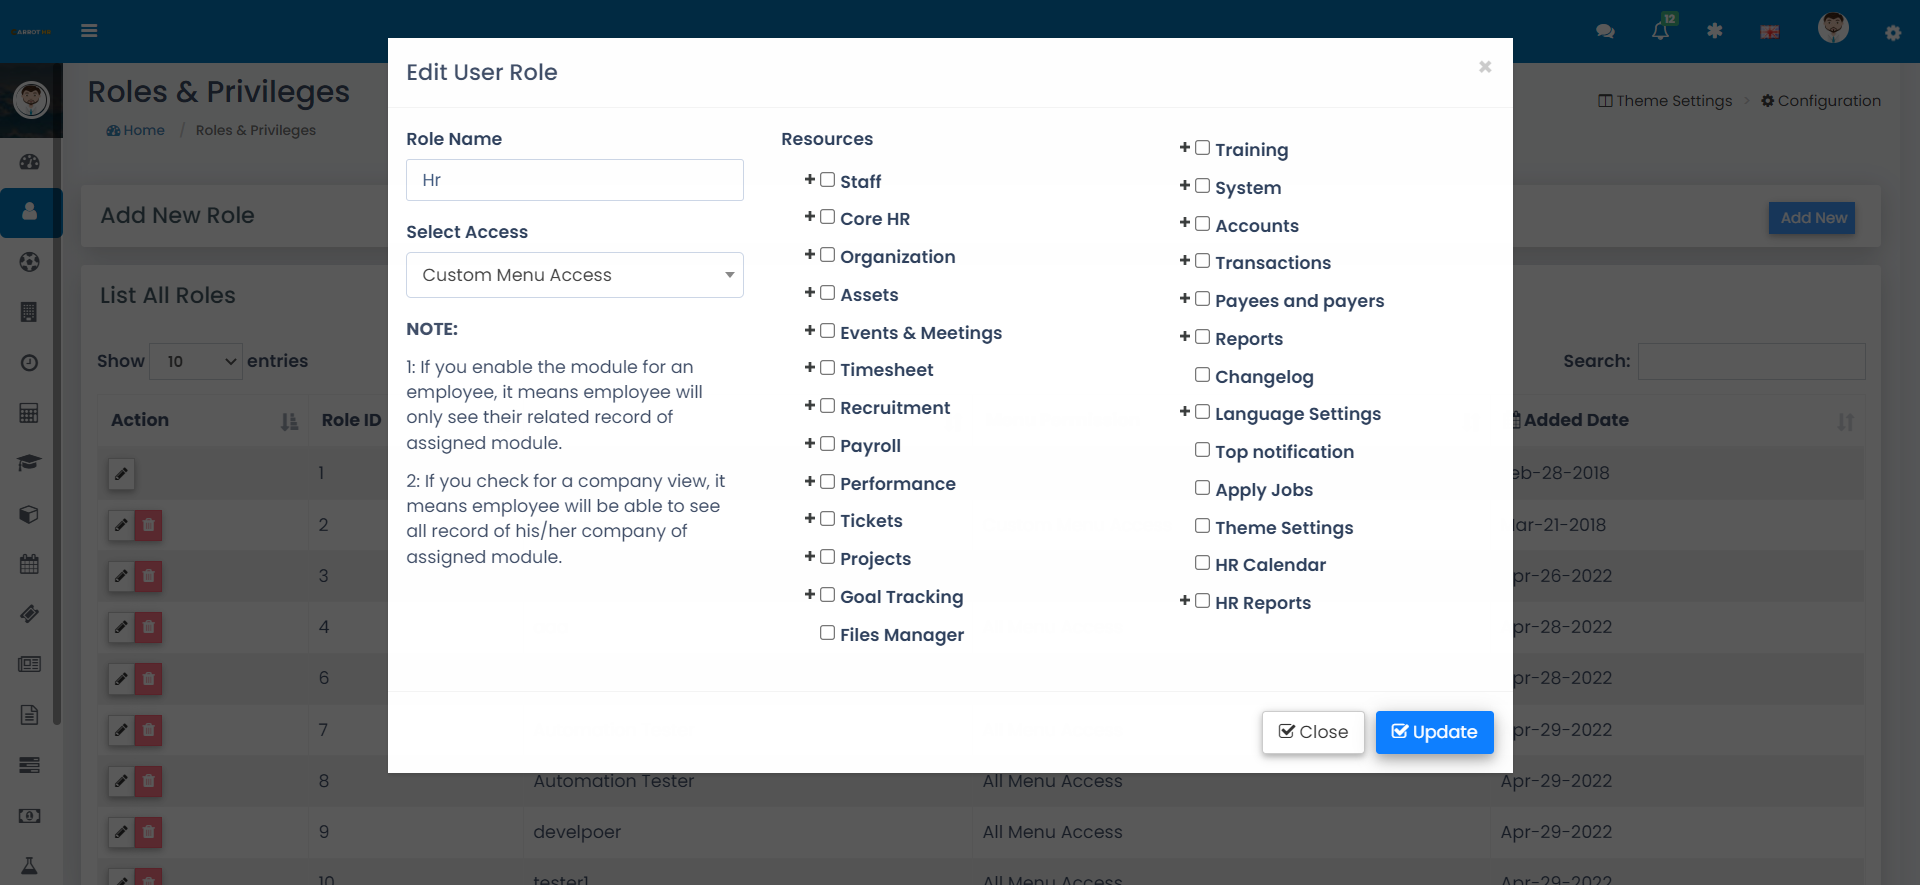 12
Roles & Privileges
Home / Roles & Privileges
Theme Settings > Configuration
Add New Role
Add New
List All Roles
Show 10 entries
Search:
Action
Role ID
Added Date
1
eb-28-2018
2
ar-21-2018
3
pr-26-2022
4
pr-28-2022
6
pr-28-2022
7
pr-29-2022
8 Automation Tester All Menu Access Apr-29-2022
9 develpoer All Menu Access Apr-29-2022
10 tester1 All Menu Access Apr-29-2022
Edit User Role
×
Role Name
Hr
Select Access
Custom Menu Access
NOTE:
1: If you enable the module for an
employee, it means employee will
only see their related record of
assigned module.
2: If you check for a company view, it
means employee will be able to see
all record of his/her company of
assigned module.
Resources
+ Staff
+ Core HR
+ Organization
+ Assets
+ Events & Meetings
+ Timesheet
+ Recruitment
+ Payroll
+ Performance
+ Tickets
+ Projects
+ Goal Tracking
Files Manager
+ Training
+ System
+ Accounts
+ Transactions
+ Payees and payers
+ Reports
Changelog
+ Language Settings
Top notification
Apply Jobs
Theme Settings
HR Calendar
+ HR Reports
Close
Update